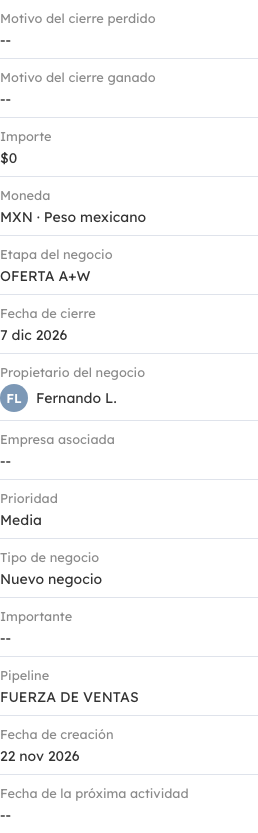 Motivo del cierre perdido
--
Motivo del cierre ganado
--
Importe
$0
Moneda
MXN · Peso mexicano
Etapa del negocio
OFERTA A+W
Fecha de cierre
7 dic 2026
Propietario del negocio
FL Fernando L.
Empresa asociada
--
Prioridad
Media
Tipo de negocio
Nuevo negocio
Importante
--
Pipeline
FUERZA DE VENTAS
Fecha de creación
22 nov 2026
Fecha de la próxima actividad
--